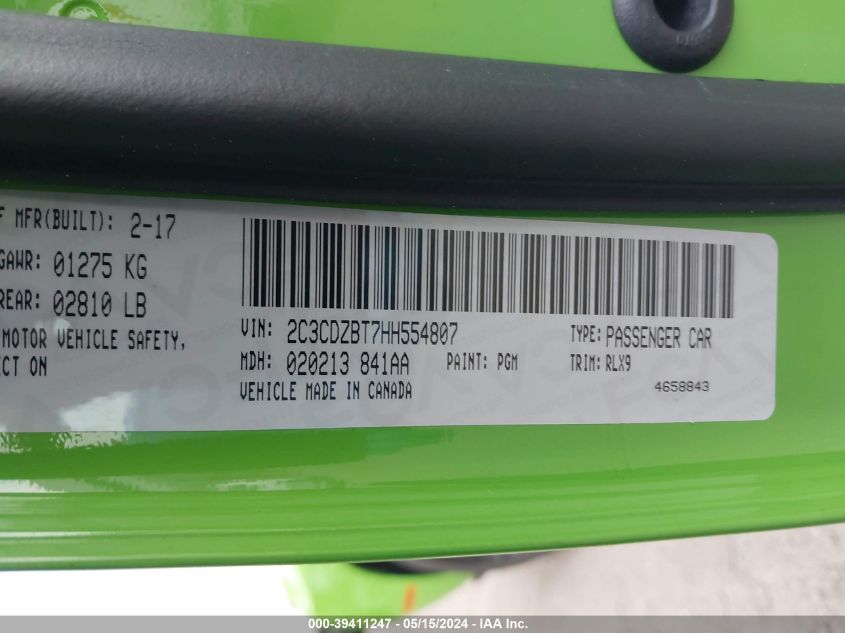 F MFR(BUILT): 2-17
GAWR: 01275 KG
REAR: 02810 LB
MOTOR VEHICLE SAFETY,
ECT ON
VIN: 2C3CDZBT7HH554807
TYPE: PASSENGER CAR
MDH: 020213 841AA
PAINT: PGM
TRIM: RLX9
VEHICLE MADE IN CANADA
4658843
000-39411247 - 05/15/2024 - IAA Inc.